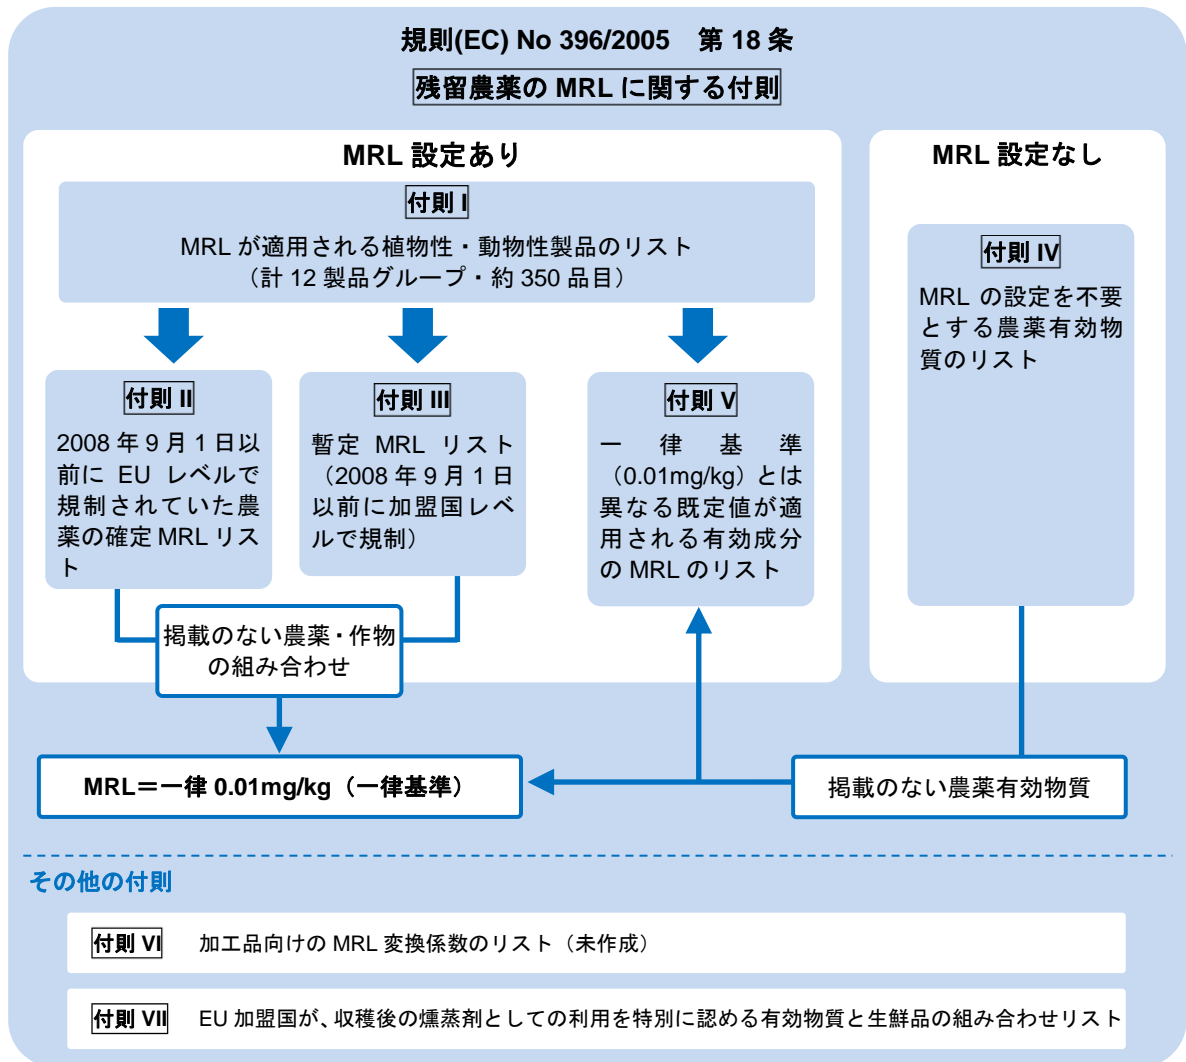 規則(EC) No 396/2005　第 18 条
残留農薬の MRL に関する付則
MRL 設定あり
付則 I
MRL が適用される植物性・動物性製品のリスト
（計 12 製品グループ・約 350 品目）
付則 II
2008 年 9 月 1 日以
前に EU レベルで
規制されていた農
薬の確定 MRL リス
ト
付則 III
暫定 MRL リスト
（2008 年 9 月 1 日
以前に加盟国レベ
ルで規制）
付則 V
一律基準
（0.01mg/kg）とは
異なる既定値が適
用される有効成分
の MRL のリスト
掲載のない農薬・作物
の組み合わせ
MRL 設定なし
付則 IV
MRL の設定を不要
とする農薬有効物
質のリスト
MRL＝一律 0.01mg/kg（一律基準）
掲載のない農薬有効物質
その他の付則
付則 VI　加工品向けの MRL 変換係数のリスト（未作成）
付則 VII　EU 加盟国が、収穫後の燻蒸剤としての利用を特別に認める有効物質と生鮮品の組み合わせリスト